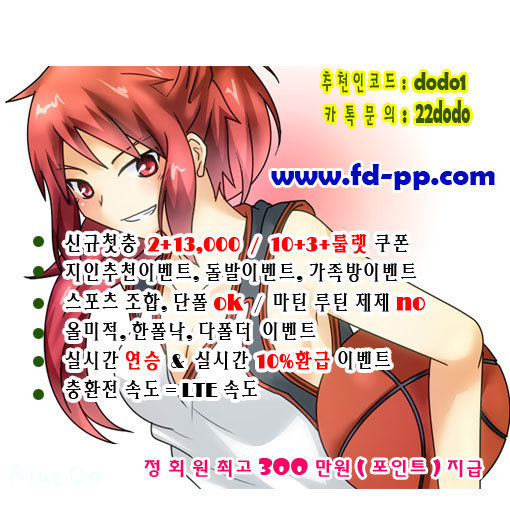 추천인코드 : dodo1
카톡문의 : 22dodo
www.fd-pp.com
신규첫충 2+13,000 / 10+3+룰렛 쿠폰
지인추천이벤트, 돌발이벤트, 가족방이벤트
스포츠 조합, 단폴 ok / 마틴 루틴 제제 no
올미적, 한폴낙, 다폴더 이벤트
실시간 연승 & 실시간 10%환급 이벤트
충환전 속도 = LTE 속도
정회원최고 300 만원 ( 포인트 ) 지급